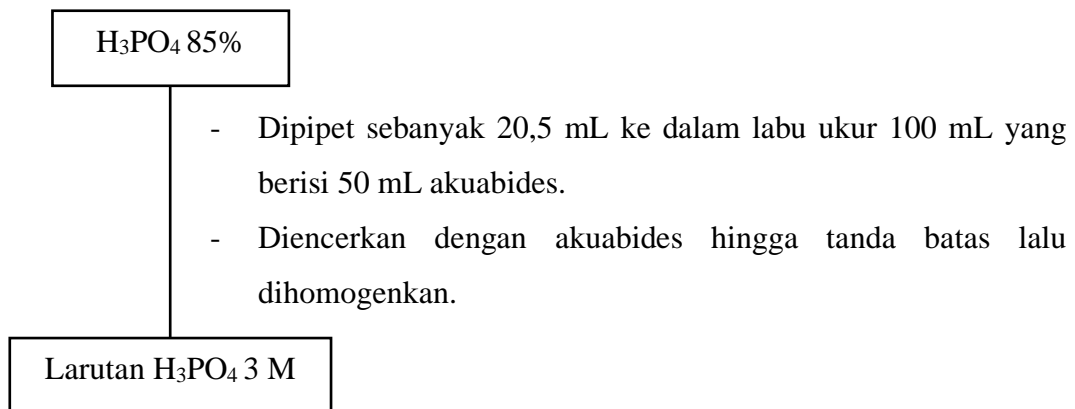 H₃PO₄ 85%
- Dipipet sebanyak 20,5 mL ke dalam labu ukur 100 mL yang
berisi 50 mL akuabides.
- Diencerkan dengan akuabides hingga tanda batas lalu
dihomogenkan.
Larutan H₃PO₄ 3 M